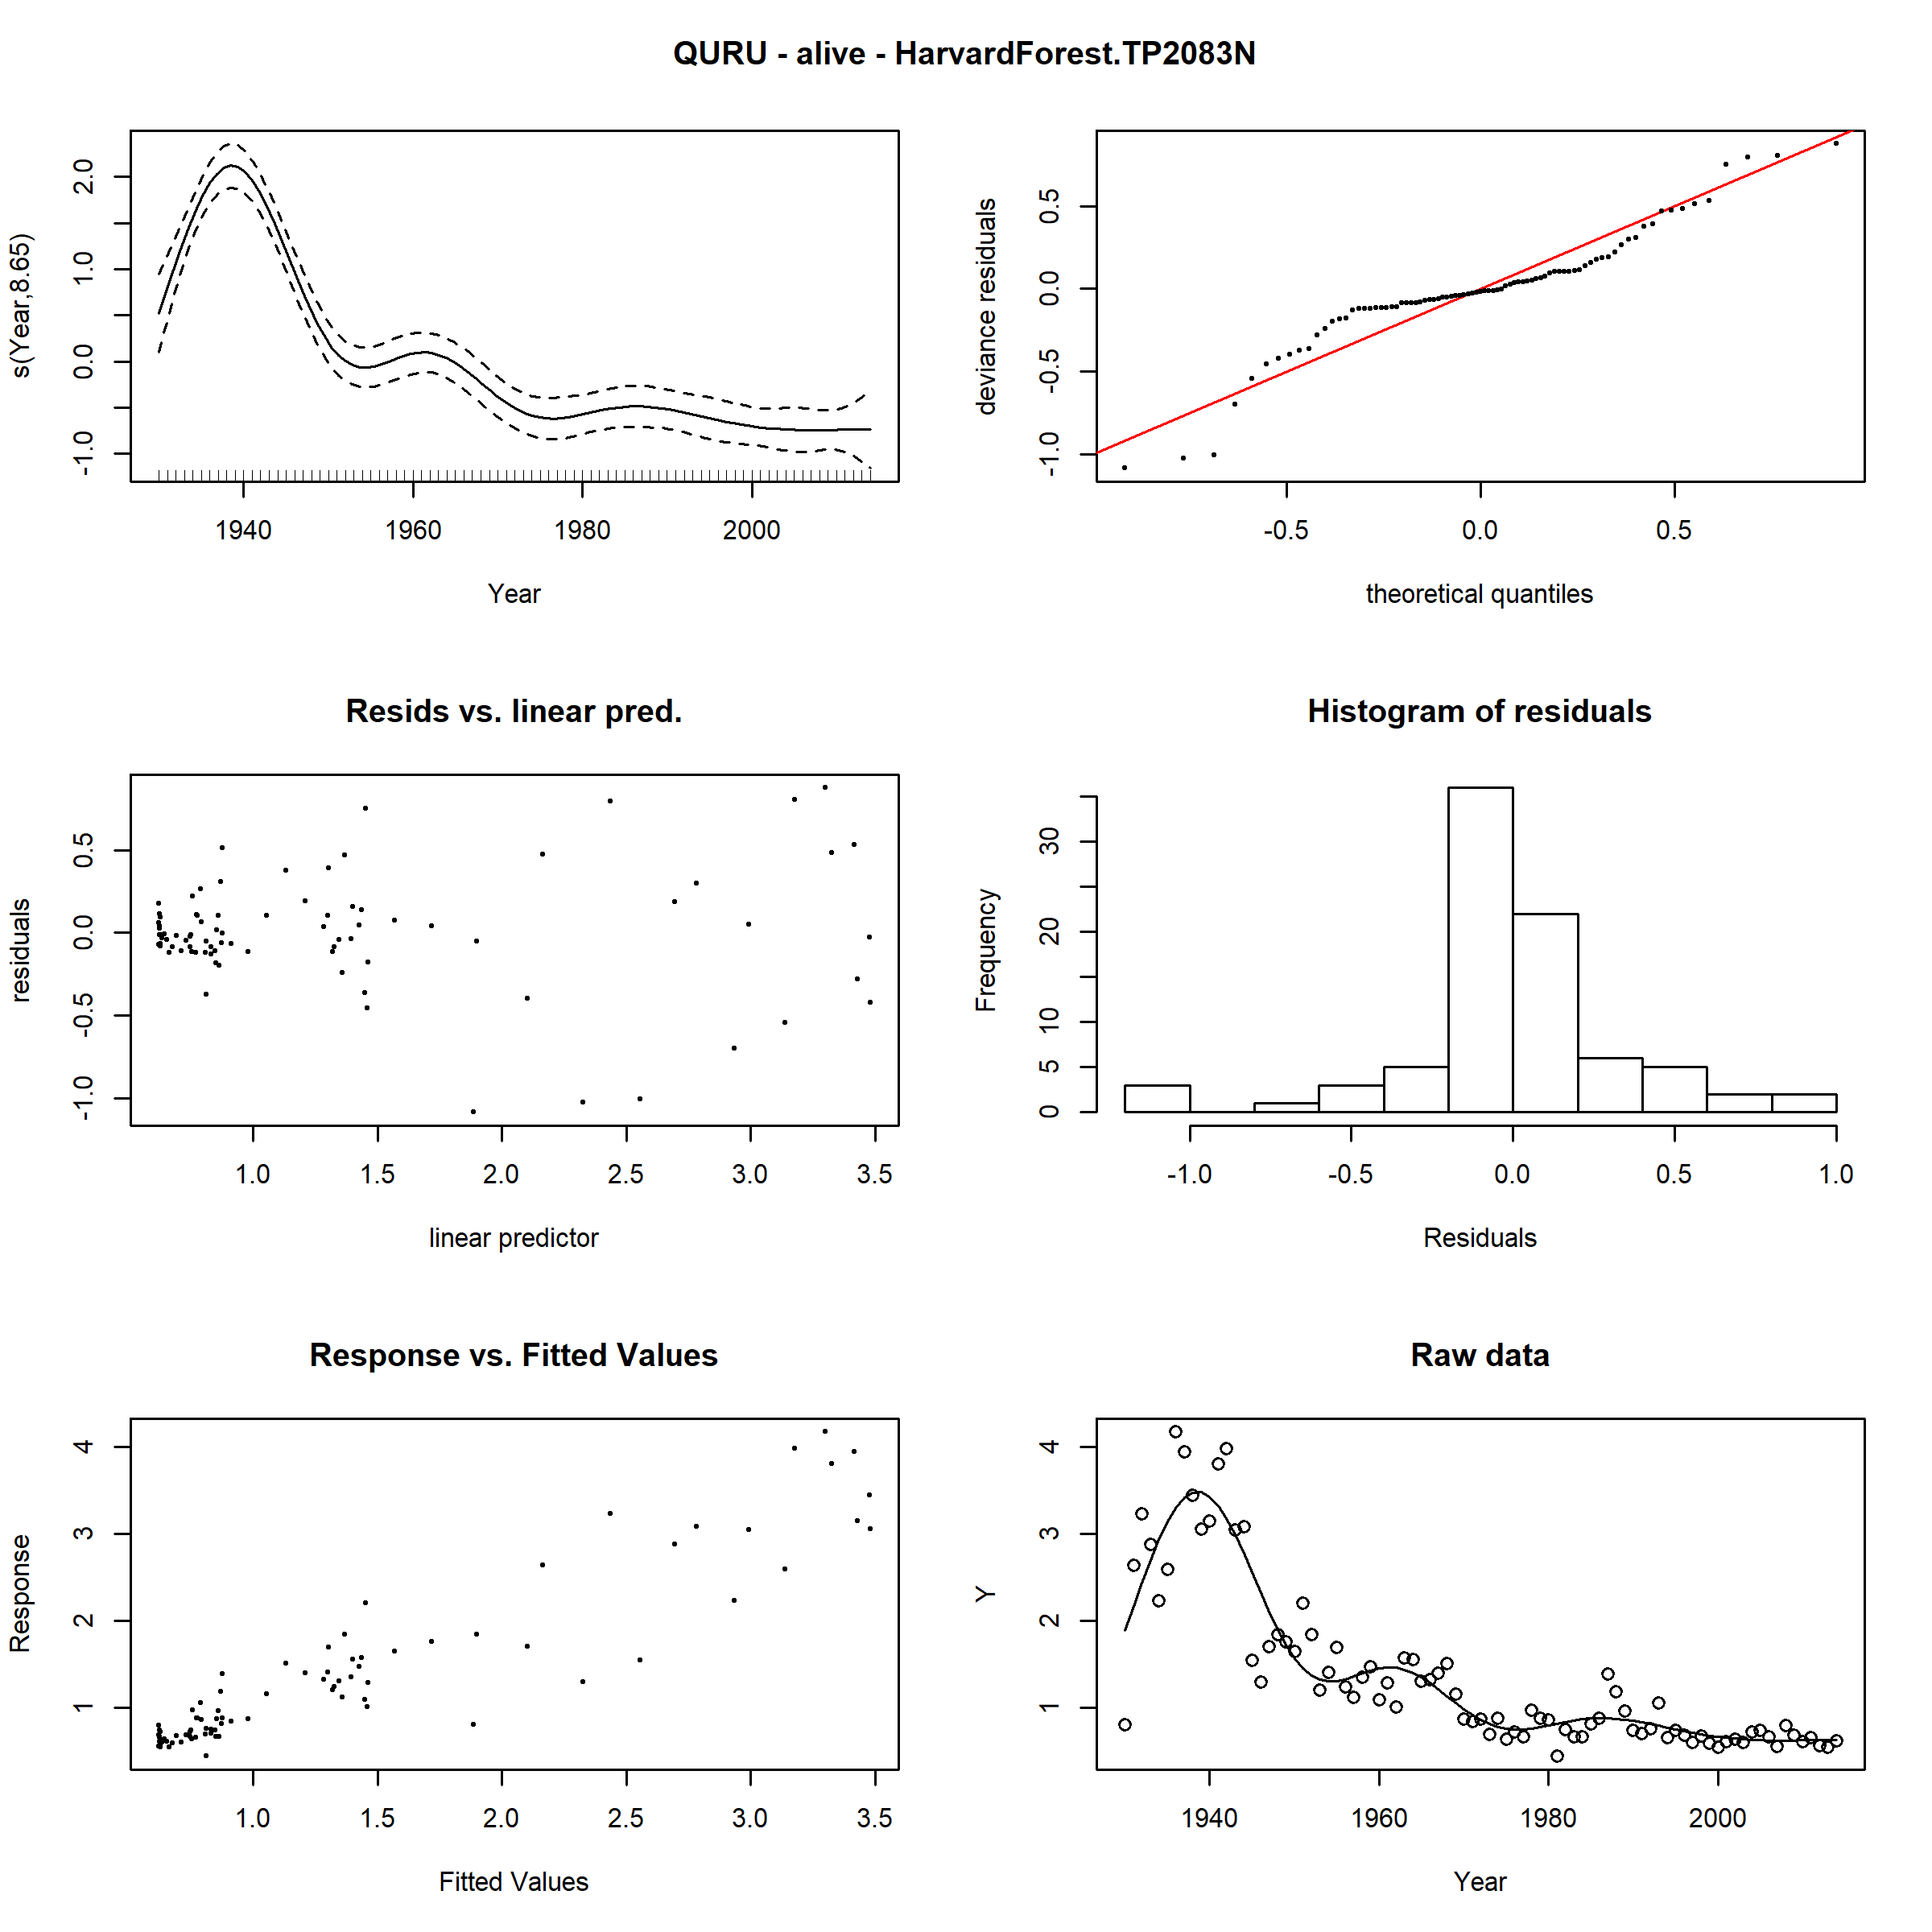 QURU - alive - HarvardForest.TP2083N
s(Year,8.65)
2.0
1.0
0.0
-1.0
1940 1960 1980 2000
Year
deviance residuals
0.5
0.0
-0.5
-1.0
-0.5 0.0 0.5
theoretical quantiles
Resids vs. linear pred.
residuals
0.5
0.0
-0.5
-1.0
1.0 1.5 2.0 2.5 3.0 3.5
linear predictor
Histogram of residuals
Frequency
30
20
10
5
0
-1.0 -0.5 0.0 0.5 1.0
Residuals
Response vs. Fitted Values
Response
4
3
2
1
1.0 1.5 2.0 2.5 3.0 3.5
Fitted Values
Raw data
Y
4
3
2
1
1940 1960 1980 2000
Year